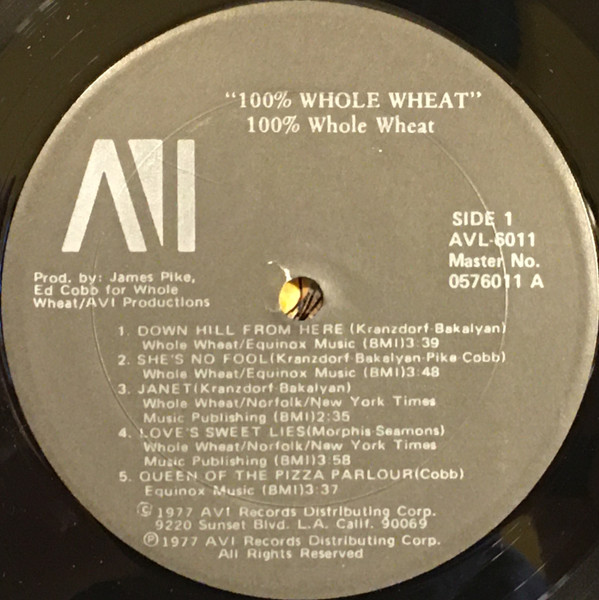 "100% WHOLE WHEAT"
100% Whole Wheat
AVI
SIDE 1
AVL-6011
Master No.
0576011 A
Prod. by: James Pike,
Ed Cobb for Whole
Wheat/AVI Productions
1. DOWN HILL FROM HERE (Kranzdorf-Bakalyan)
Whole Wheat/Equinox Music (BMI)3:39
2. SHE'S NO FOOL(Kranzdorf-Bakalyan-Pike-Cobb)
Whole Wheat/Equinox Music (BMI)3:48
3. JANET(Kranzdorf-Bakalyan)
Whole Wheat/Norfolk/New York Times
Music Publishing (BMI)2:35
4. LOVE'S SWEET LIES(Morphis-Seamons)
Whole Wheat/Norfolk/New York Times
Music Publishing (BMI)3:58
5. QUEEN OF THE PIZZA PARLOUR(Cobb)
Equinox Music (BMI)3:37
© 1977 AVI Records Distributing Corp.
9220 Sunset Blvd. L.A. Calif. 90069
℗ 1977 AVI Records Distributing Corp.
All Rights Reserved